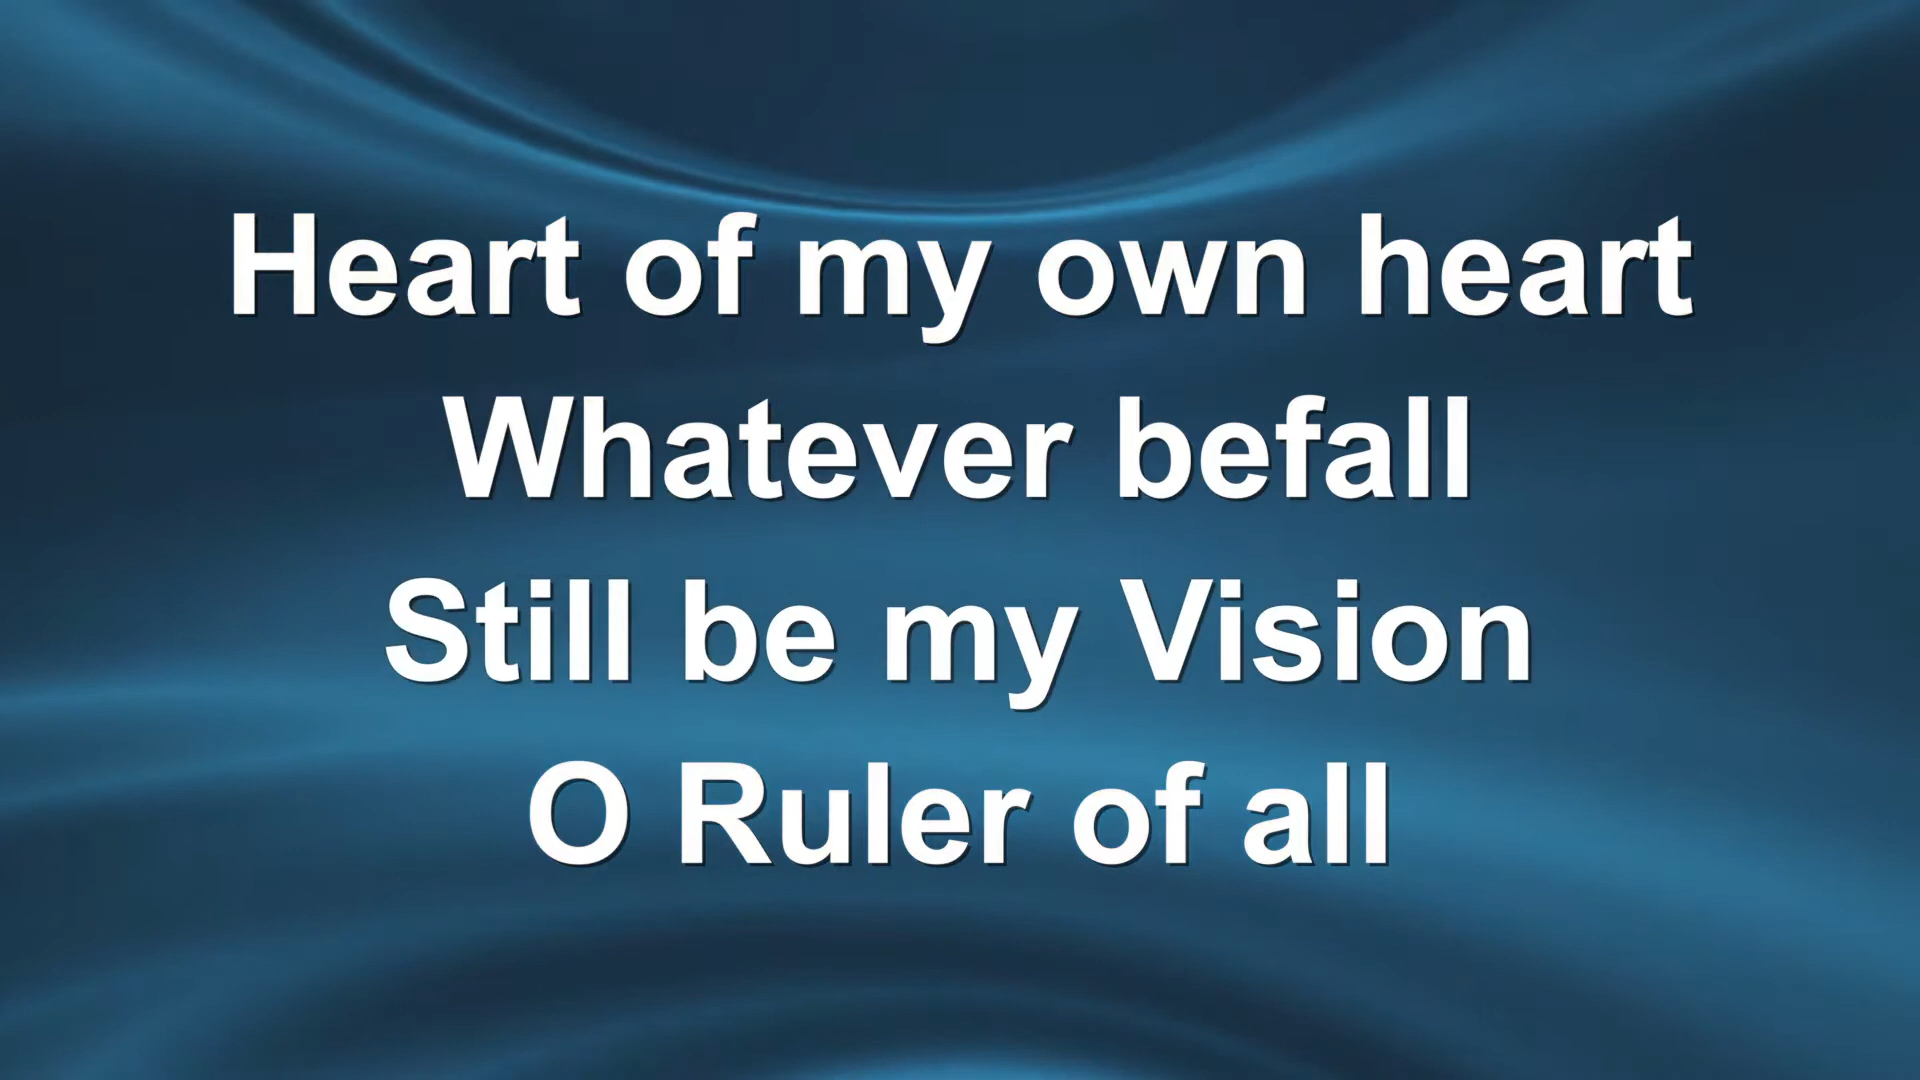 Heart of my own heart
Whatever befall
Still be my Vision
O Ruler of all